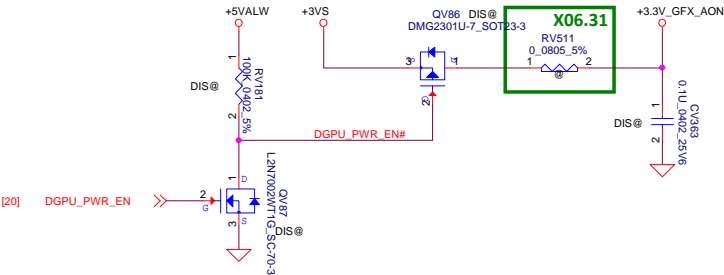 +5VALW
+3VS
QV86 DIS@
DMG2301U-7_SOT23-3
X06.31
RV511
0_0805_5%
+3.3V_GFX_AON
3
S
D
1
1
2
@
G
2
1
RV181
100K_0402_5%
DIS@
2
1
CV363
0.1U_0402_25V6
DIS@
2
DGPU_PWR_EN#
1
D
QV87
L2N7002WT1G_SC-70-3
[20]
DGPU_PWR_EN
2
G
S
3
DIS@